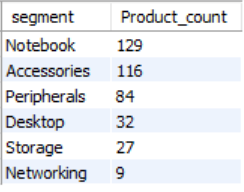 segment Product_count
Notebook 129
Accessories 116
Peripherals 84
Desktop 32
Storage 27
Networking 9